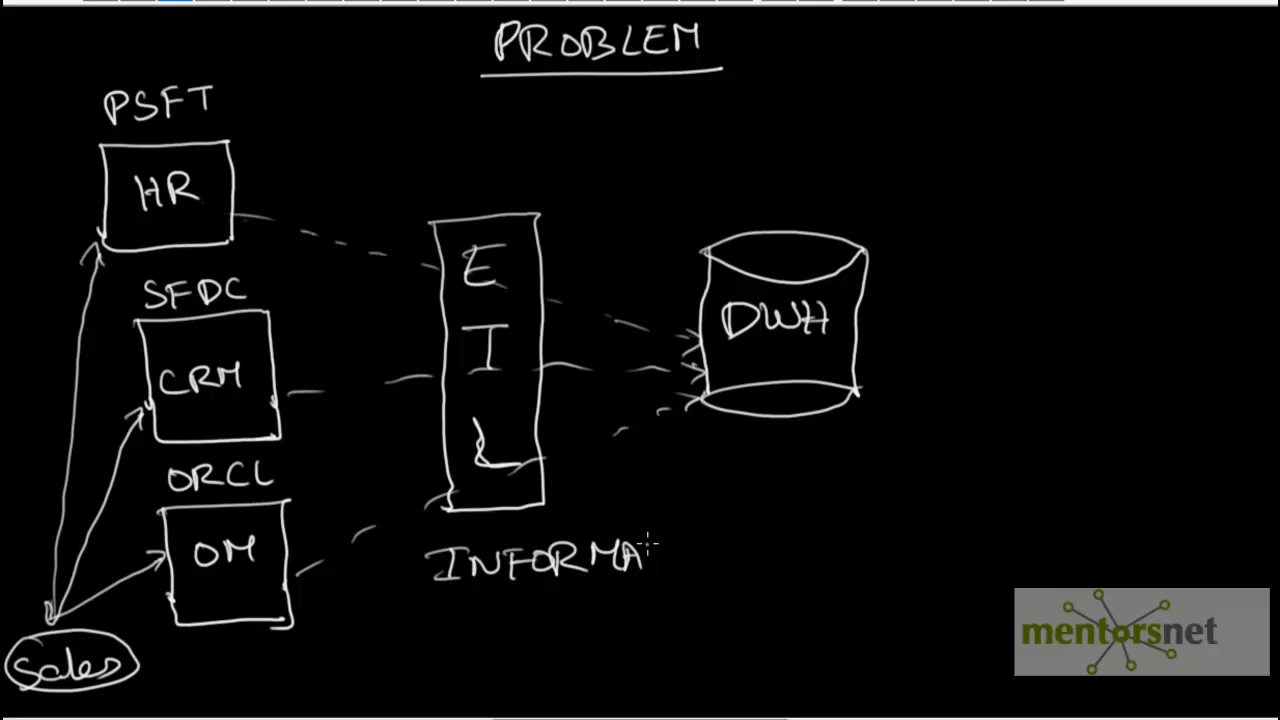 PROBLEM
PSFT
HR
SFDC
CRM
ORCL
OM
Sales
E
T
L
INFORMA
DWH
mentorsnet